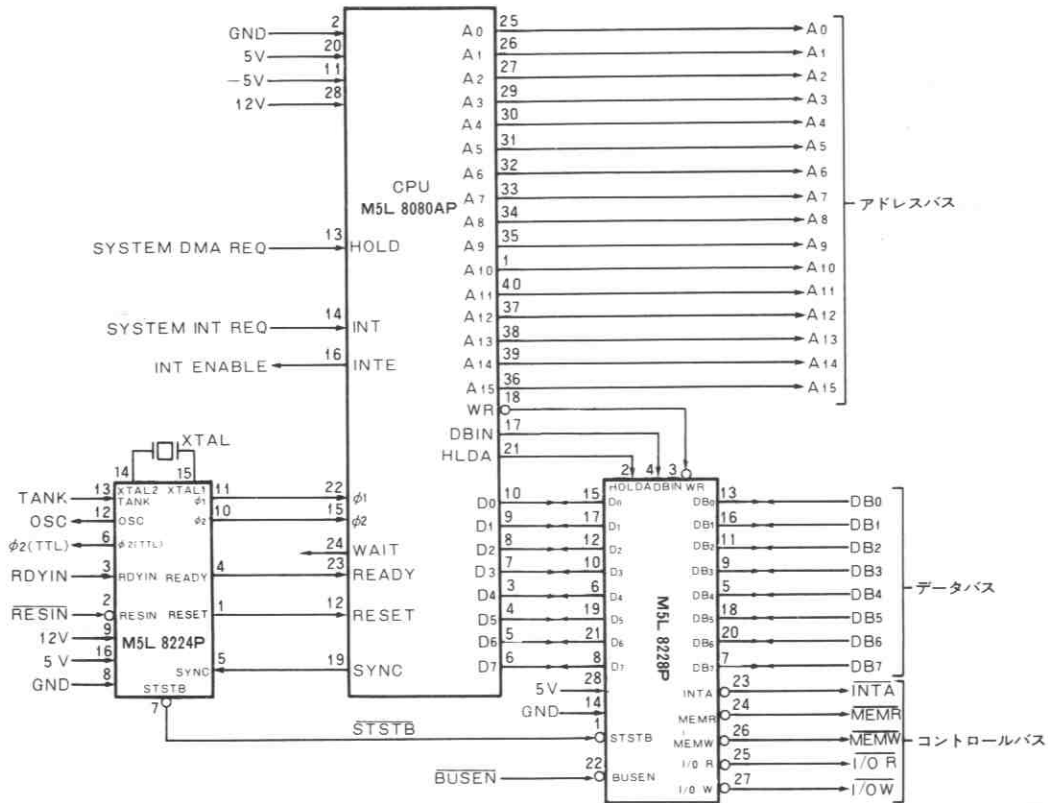 GND 2
5V 20
−5V 11
12V 28
CPU
M5L 8080AP
SYSTEM DMA REQ 13 HOLD
SYSTEM INT REQ 14 INT
INT ENABLE 16 INTE
A0 25 A0
A1 26 A1
A2 27 A2
A3 29 A3
A4 30 A4
A5 31 A5
A6 32 A6
A7 33 A7
A8 34 A8
A9 35 A9
A10 1 A10
A11 40 A11
A12 37 A12
A13 38 A13
A14 39 A14
A15 36 A15
アドレスバス
WR 18
DBIN 17
HLDA 21
XTAL
14 15
XTAL2 XTAL1
TANK 13 TANK φ1 11 22 φ1
OSC 12 OSC φ2 10 15 φ2
φ2(TTL) 6 φ2(TTL)
24 WAIT
RDYIN 3 RDYIN READY 4 23 READY
RESIN 2 RESIN RESET 1 12 RESET
12V 9
M5L 8224P
5V 16
SYNC 5 19 SYNC
GND 8
STSTB
7
STSTB
2 4 3
HOLDA DBIN WR
D0 10 15 D0 DB0 13 DB0
D1 9 17 D1 DB1 16 DB1
D2 8 12 D2 DB2 11 DB2
D3 7 10 D3 DB3 9 DB3
D4 3 6 D4 DB4 5 DB4
D5 4 19 D5 DB5 18 DB5
D6 5 21 D6 DB6 20 DB6
D7 6 8 D7 DB7 7 DB7
データバス
M5L 8228P
5V 28
GND 14
1 STSTB
BUSEN 22 BUSEN
INTA 23 INTA
MEMR 24 MEMR
MEMW 26 MEMW
I/O R 25 I/O R
I/O W 27 I/O W
コントロールバス